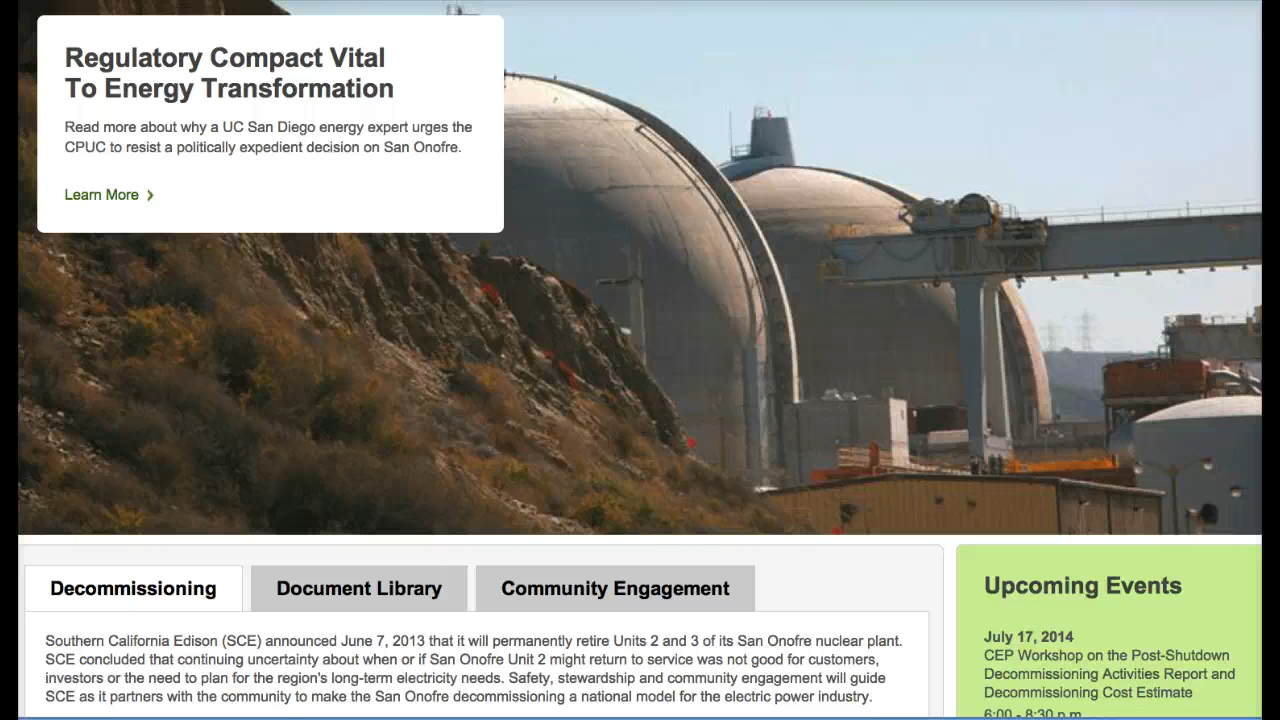 Regulatory Compact Vital
To Energy Transformation
Read more about why a UC San Diego energy expert urges the
CPUC to resist a politically expedient decision on San Onofre.
Learn More
Decommissioning
Document Library
Community Engagement
Southern California Edison (SCE) announced June 7, 2013 that it will permanently retire Units 2 and 3 of its San Onofre nuclear plant.
SCE concluded that continuing uncertainty about when or if San Onofre Unit 2 might return to service was not good for customers,
investors or the need to plan for the region's long-term electricity needs. Safety, stewardship and community engagement will guide
SCE as it partners with the community to make the San Onofre decommissioning a national model for the electric power industry.
Upcoming Events
July 17, 2014
CEP Workshop on the Post-Shutdown
Decommissioning Activities Report and
Decommissioning Cost Estimate
6:00 - 8:30 p.m.